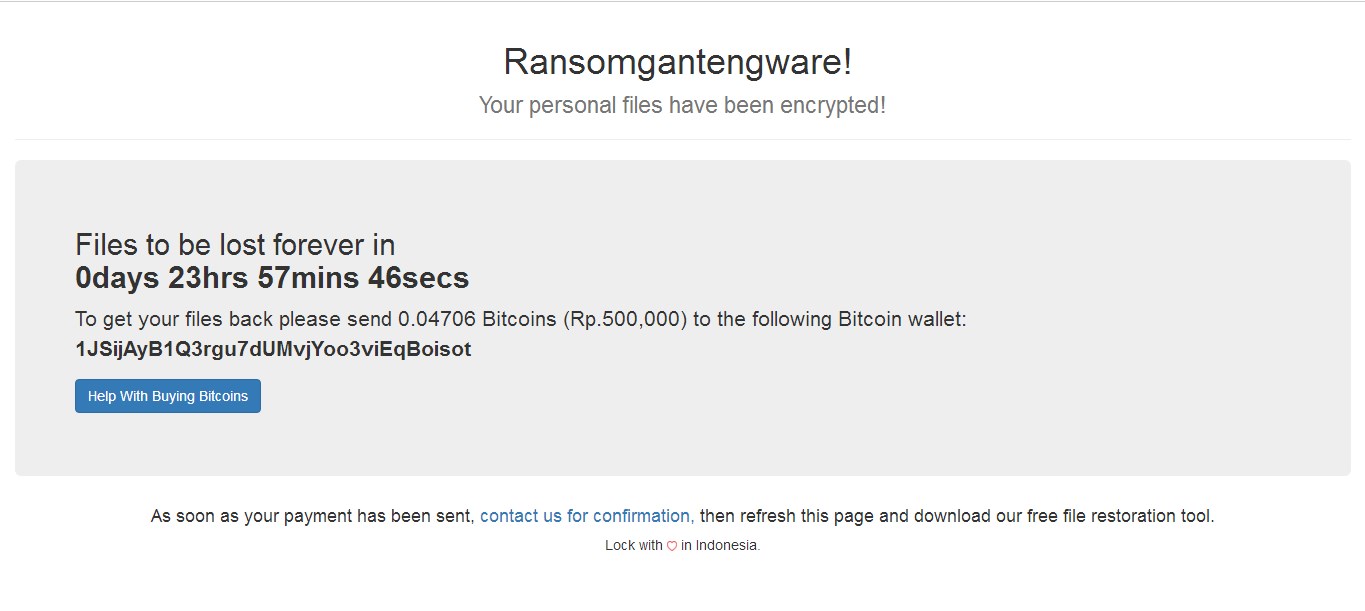 Ransomgantengware!
Your personal files have been encrypted!
Files to be lost forever in
0days 23hrs 57mins 46secs
To get your files back please send 0.04706 Bitcoins (Rp.500,000) to the following Bitcoin wallet:
1JSijAyB1Q3rgu7dUMvjYoo3viEqBoisot
Help With Buying Bitcoins
As soon as your payment has been sent, contact us for confirmation, then refresh this page and download our free file restoration tool.
Lock with ♡ in Indonesia.